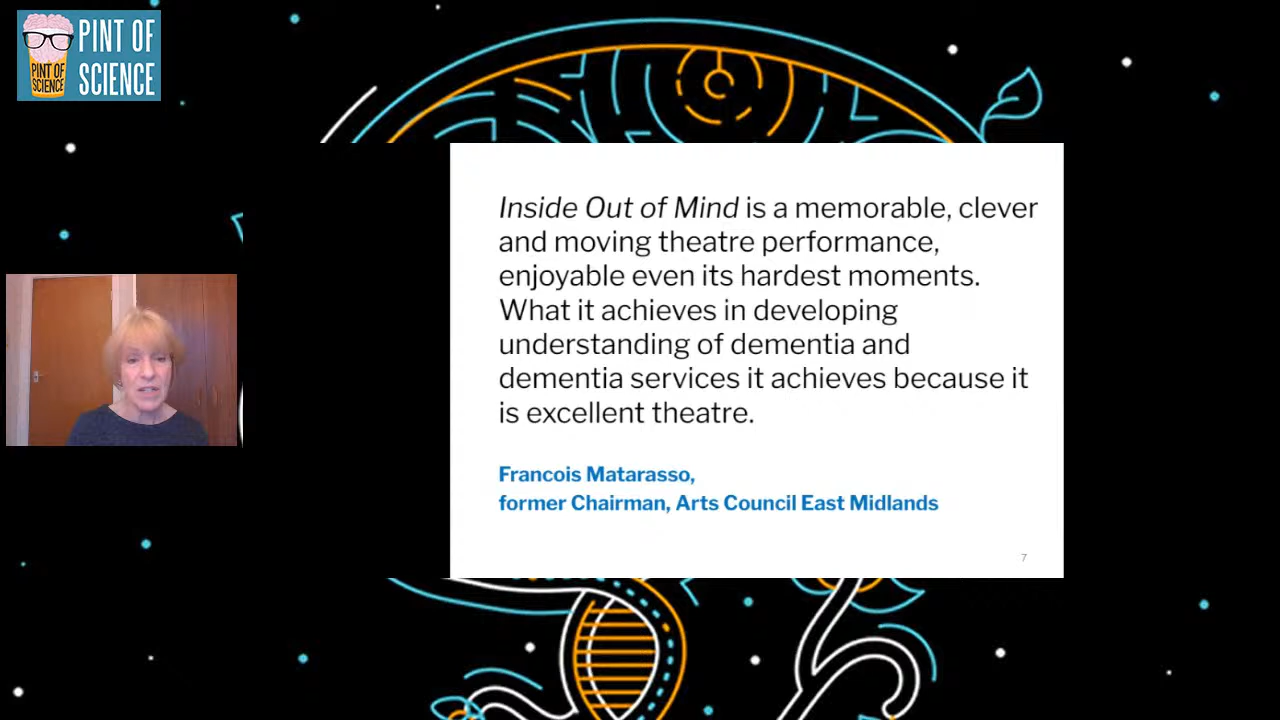 PINT OF
SCIENCE
PINT OF
SCIENCE
Inside Out of Mind is a memorable, clever
and moving theatre performance,
enjoyable even its hardest moments.
What it achieves in developing
understanding of dementia and
dementia services it achieves because it
is excellent theatre.
Francois Matarasso,
former Chairman, Arts Council East Midlands
7